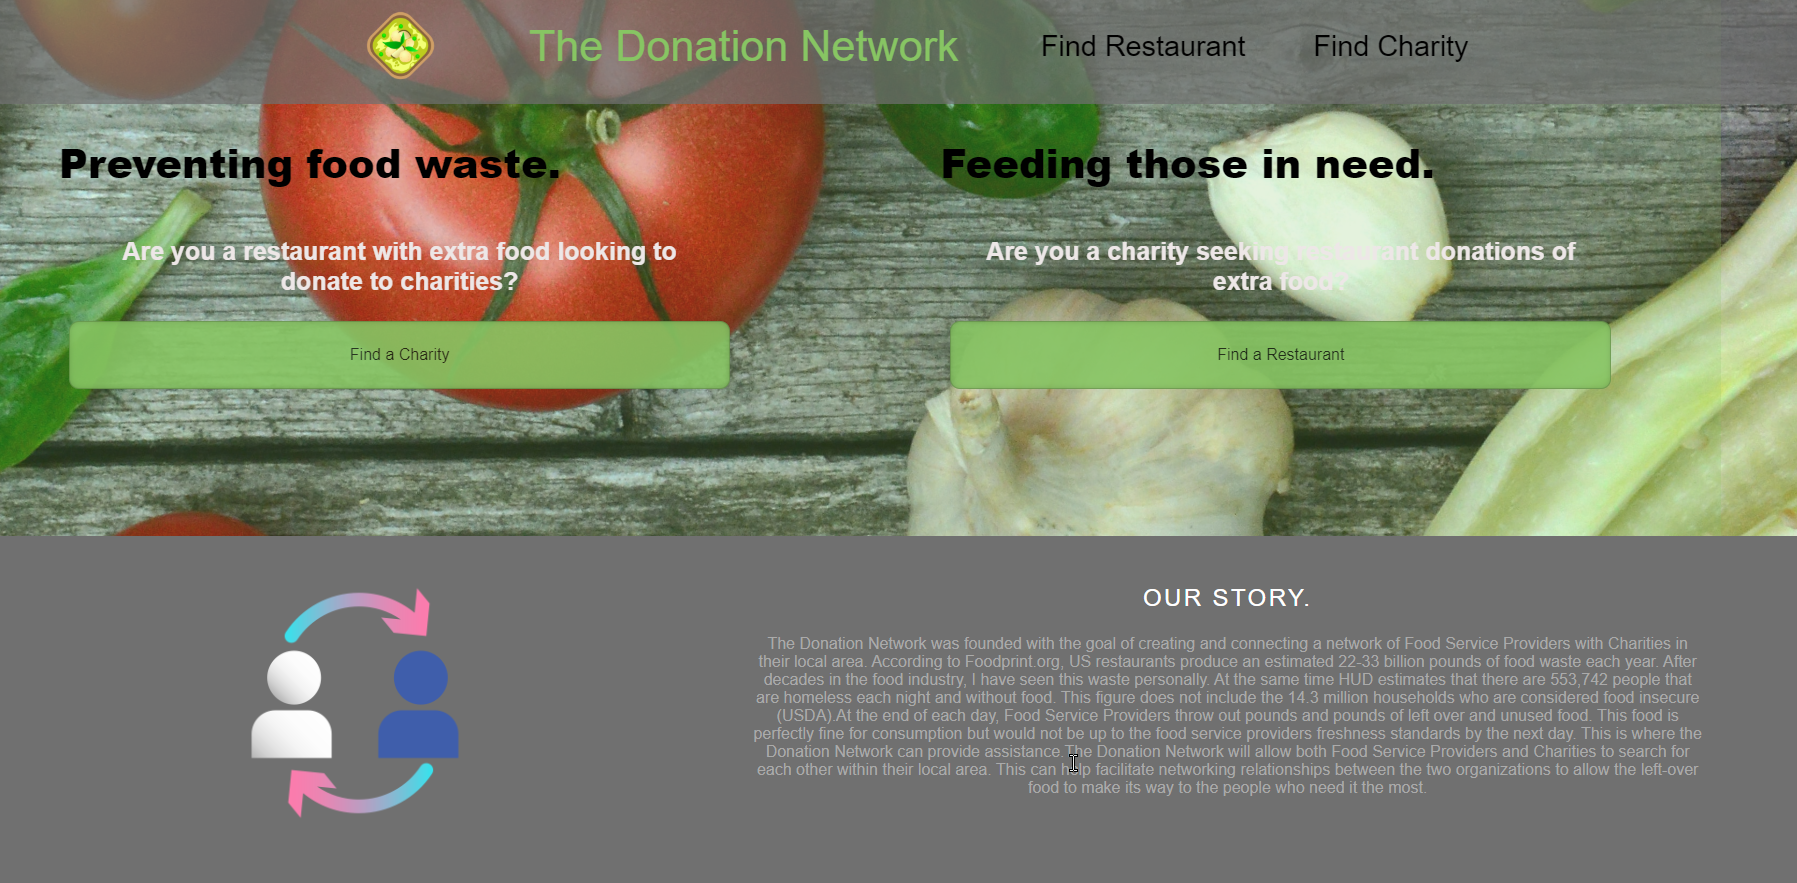 The Donation Network
Find Restaurant
Find Charity
Preventing food waste.
Are you a restaurant with extra food looking to
donate to charities?
Find a Charity
Feeding those in need.
Are you a charity seeking restaurant donations of
extra food?
Find a Restaurant
OUR STORY.
The Donation Network was founded with the goal of creating and connecting a network of Food Service Providers with Charities in
their local area. According to Foodprint.org, US restaurants produce an estimated 22-33 billion pounds of food waste each year. After
decades in the food industry, I have seen this waste personally. At the same time HUD estimates that there are 553,742 people that
are homeless each night and without food. This figure does not include the 14.3 million households who are considered food insecure
(USDA).At the end of each day, Food Service Providers throw out pounds and pounds of left over and unused food. This food is
perfectly fine for consumption but would not be up to the food service providers freshness standards by the next day. This is where the
Donation Network can provide assistance.The Donation Network will allow both Food Service Providers and Charities to search for
each other within their local area. This can help facilitate networking relationships between the two organizations to allow the left-over
food to make its way to the people who need it the most.